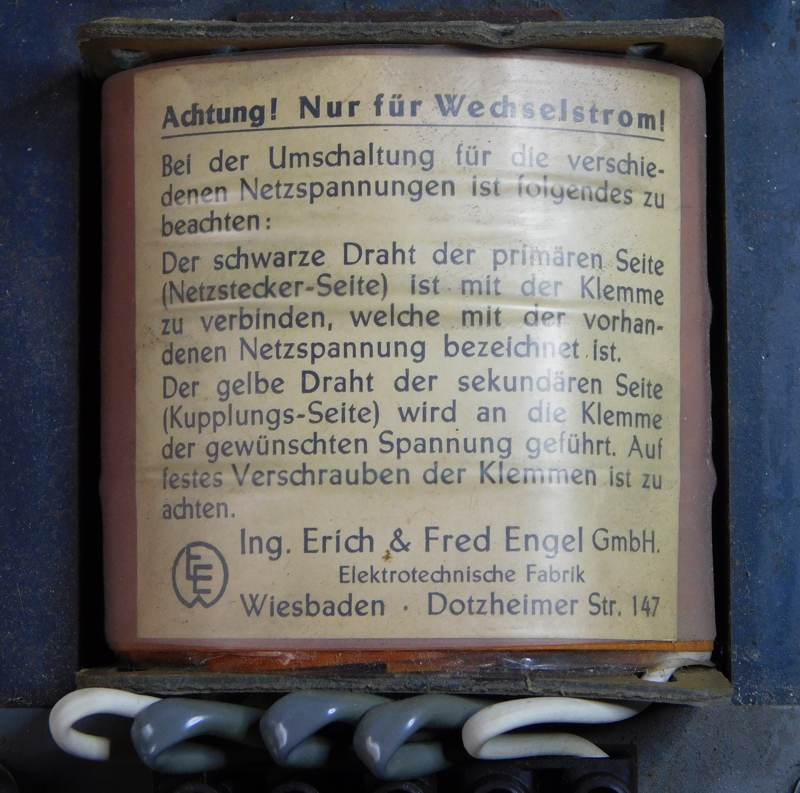 Achtung! Nur für Wechselstrom!
Bei der Umschaltung für die verschie-
denen Netzspannungen ist folgendes zu
beachten:
Der schwarze Draht der primären Seite
(Netzstecker-Seite) ist mit der Klemme
zu verbinden, welche mit der vorhan-
denen Netzspannung bezeichnet ist.
Der gelbe Draht der sekundären Seite
(Kupplungs-Seite) wird an die Klemme
der gewünschten Spannung geführt. Auf
festes Verschrauben der Klemmen ist zu
achten.
Ing. Erich & Fred Engel GmbH.
Elektrotechnische Fabrik
Wiesbaden · Dotzheimer Str. 147
EEW